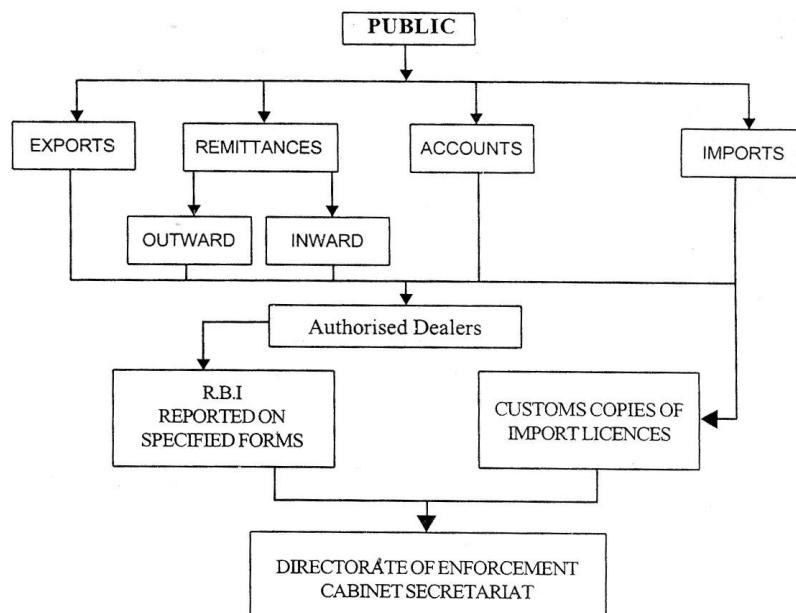 PUBLIC
EXPORTS
REMITTANCES
ACCOUNTS
IMPORTS
OUTWARD
INWARD
Authorised Dealers
R.B.I
REPORTED ON
SPECIFIED FORMS
CUSTOMS COPIES OF
IMPORT LICENCES
DIRECTORATE OF ENFORCEMENT
CABINET SECRETARIAT